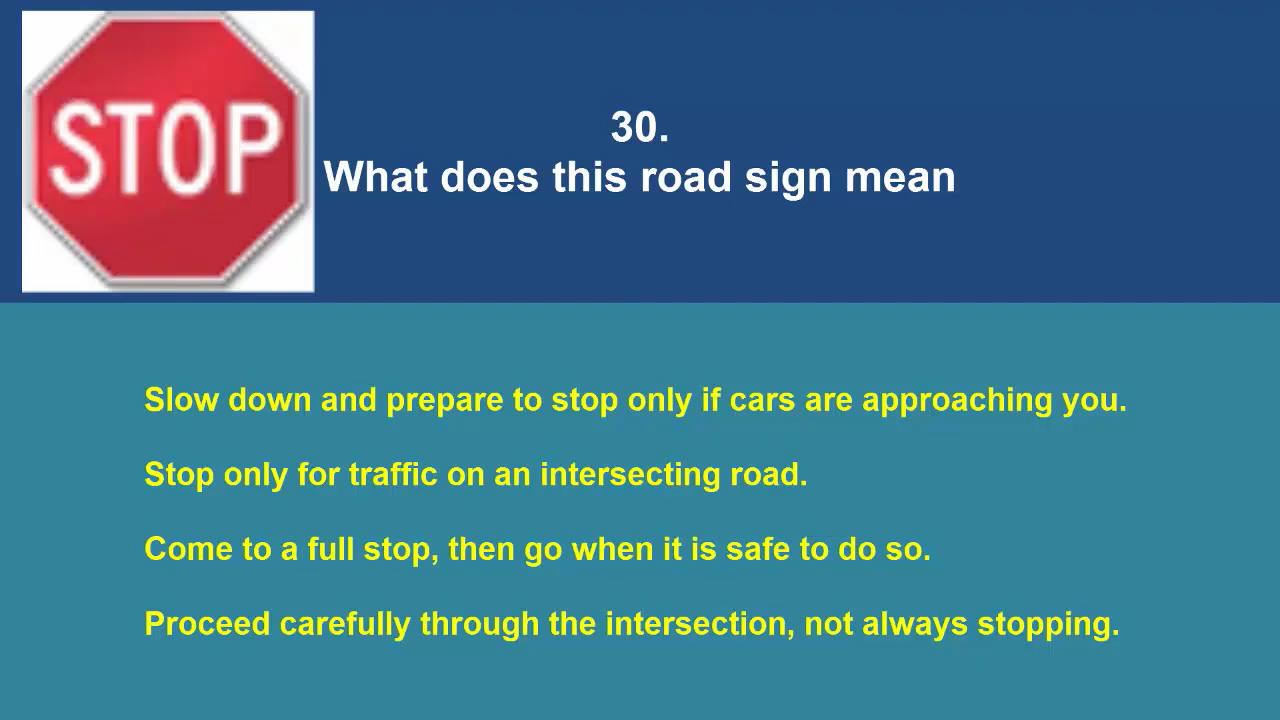 STOP
30.
What does this road sign mean
Slow down and prepare to stop only if cars are approaching you.
Stop only for traffic on an intersecting road.
Come to a full stop, then go when it is safe to do so.
Proceed carefully through the intersection, not always stopping.